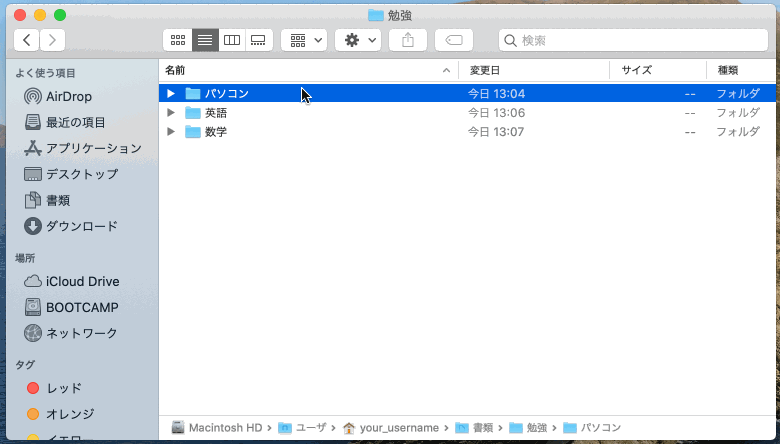 勉強
検索
よく使う項目
AirDrop
最近の項目
アプリケーション
デスクトップ
書類
ダウンロード
場所
iCloud Drive
BOOTCAMP
ネットワーク
タグ
レッド
オレンジ
イエロー
名前 変更日 サイズ 種類
パソコン 今日 13:04 -- フォルダ
英語 今日 13:06 -- フォルダ
数学 今日 13:07 -- フォルダ
Macintosh HD › ユーザ › your_username › 書類 › 勉強 › パソコン